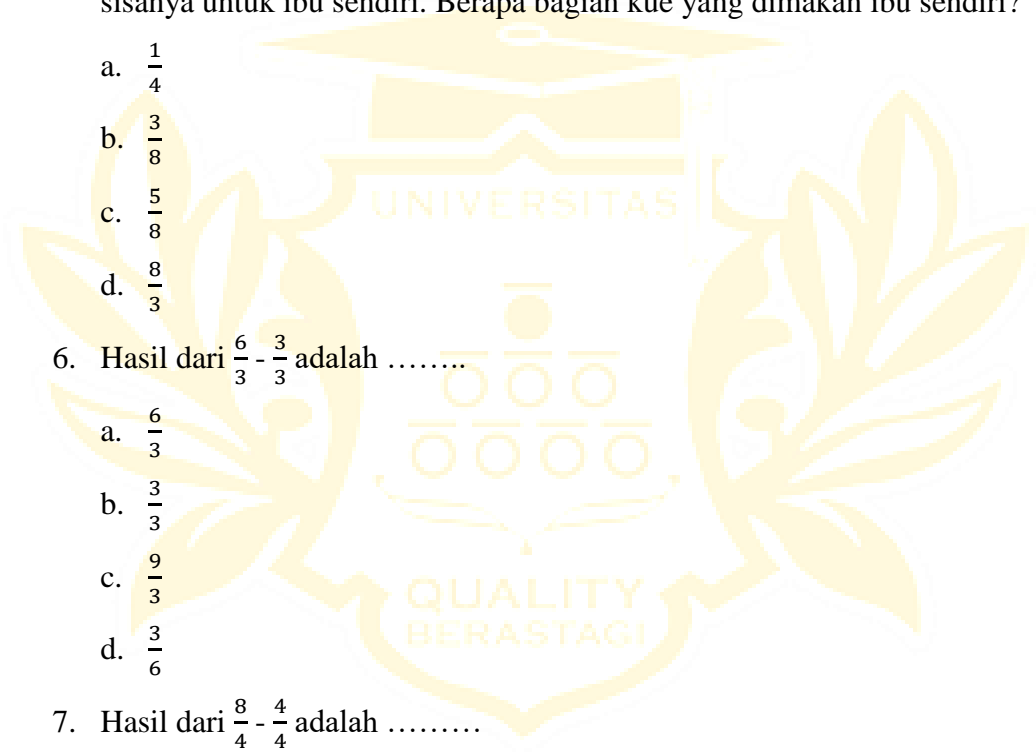 sisanya untuk ibu sendiri. Berapa bagian kue yang dimakan ibu sendiri?
a. 1/4
b. 3/8
c. 5/8
d. 8/3
6. Hasil dari 6/3 - 3/3 adalah ……..
a. 6/3
b. 3/3
c. 9/3
d. 3/6
7. Hasil dari 8/4 - 4/4 adalah ………
UNIVERSITAS
QUALITY
BERASTAGI